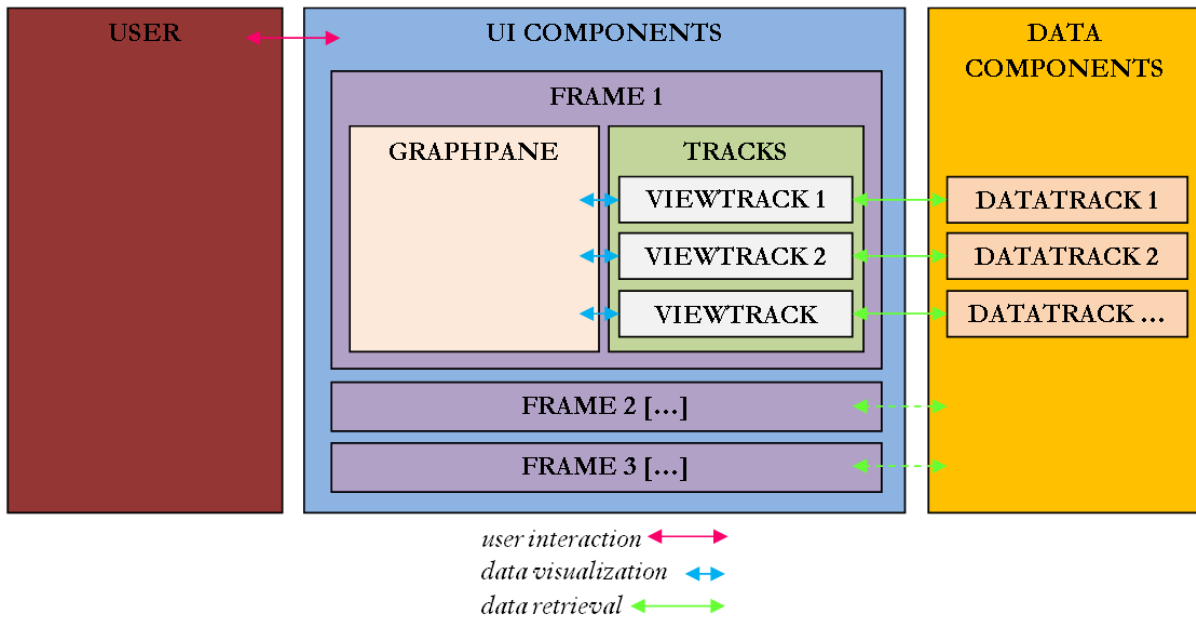 USER
UI COMPONENTS
DATA
COMPONENTS
FRAME 1
GRAPHPANE
TRACKS
VIEWTRACK 1
DATATRACK 1
VIEWTRACK 2
DATATRACK 2
VIEWTRACK
DATATRACK ...
FRAME 2 [...]
FRAME 3 [...]
user interaction
data visualization
data retrieval